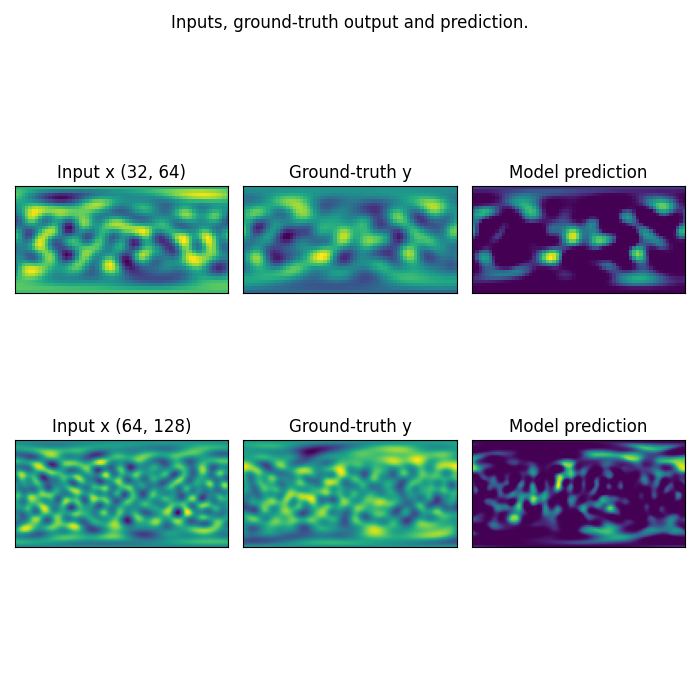 Inputs, ground-truth output and prediction.
Input x (32, 64)
Ground-truth y
Model prediction
Input x (64, 128)
Ground-truth y
Model prediction